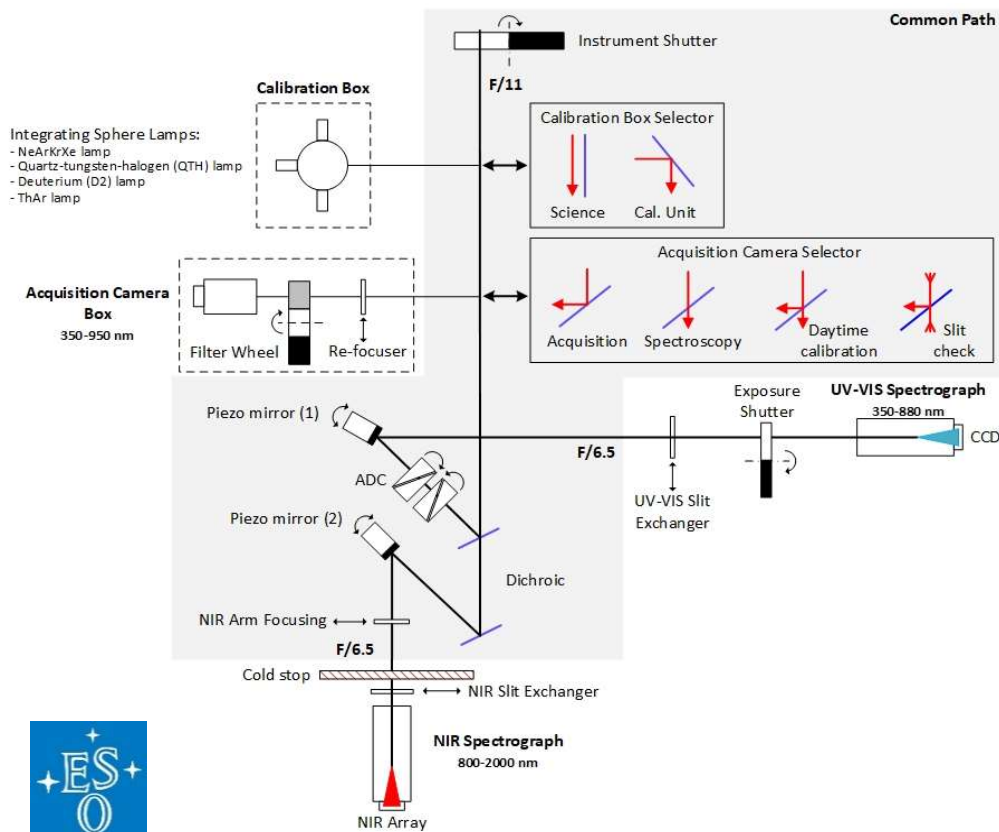 Common Path
Instrument Shutter
F/11
Calibration Box
Integrating Sphere Lamps:
- NeArKrXe lamp
- Quartz-tungsten-halogen (QTH) lamp
- Deuterium (D2) lamp
- ThAr lamp
Calibration Box Selector
Science
Cal. Unit
Acquisition Camera
Box
350-950 nm
Filter Wheel
Re-focuser
Acquisition Camera Selector
Acquisition
Spectroscopy
Daytime
calibration
Slit
check
Piezo mirror (1)
ADC
F/6.5
Exposure
Shutter
UV-VIS Spectrograph
350-880 nm
CCD
UV-VIS Slit
Exchanger
Piezo mirror (2)
Dichroic
NIR Arm Focusing
F/6.5
Cold stop
NIR Slit Exchanger
NIR Spectrograph
800-2000 nm
NIR Array
ES
O